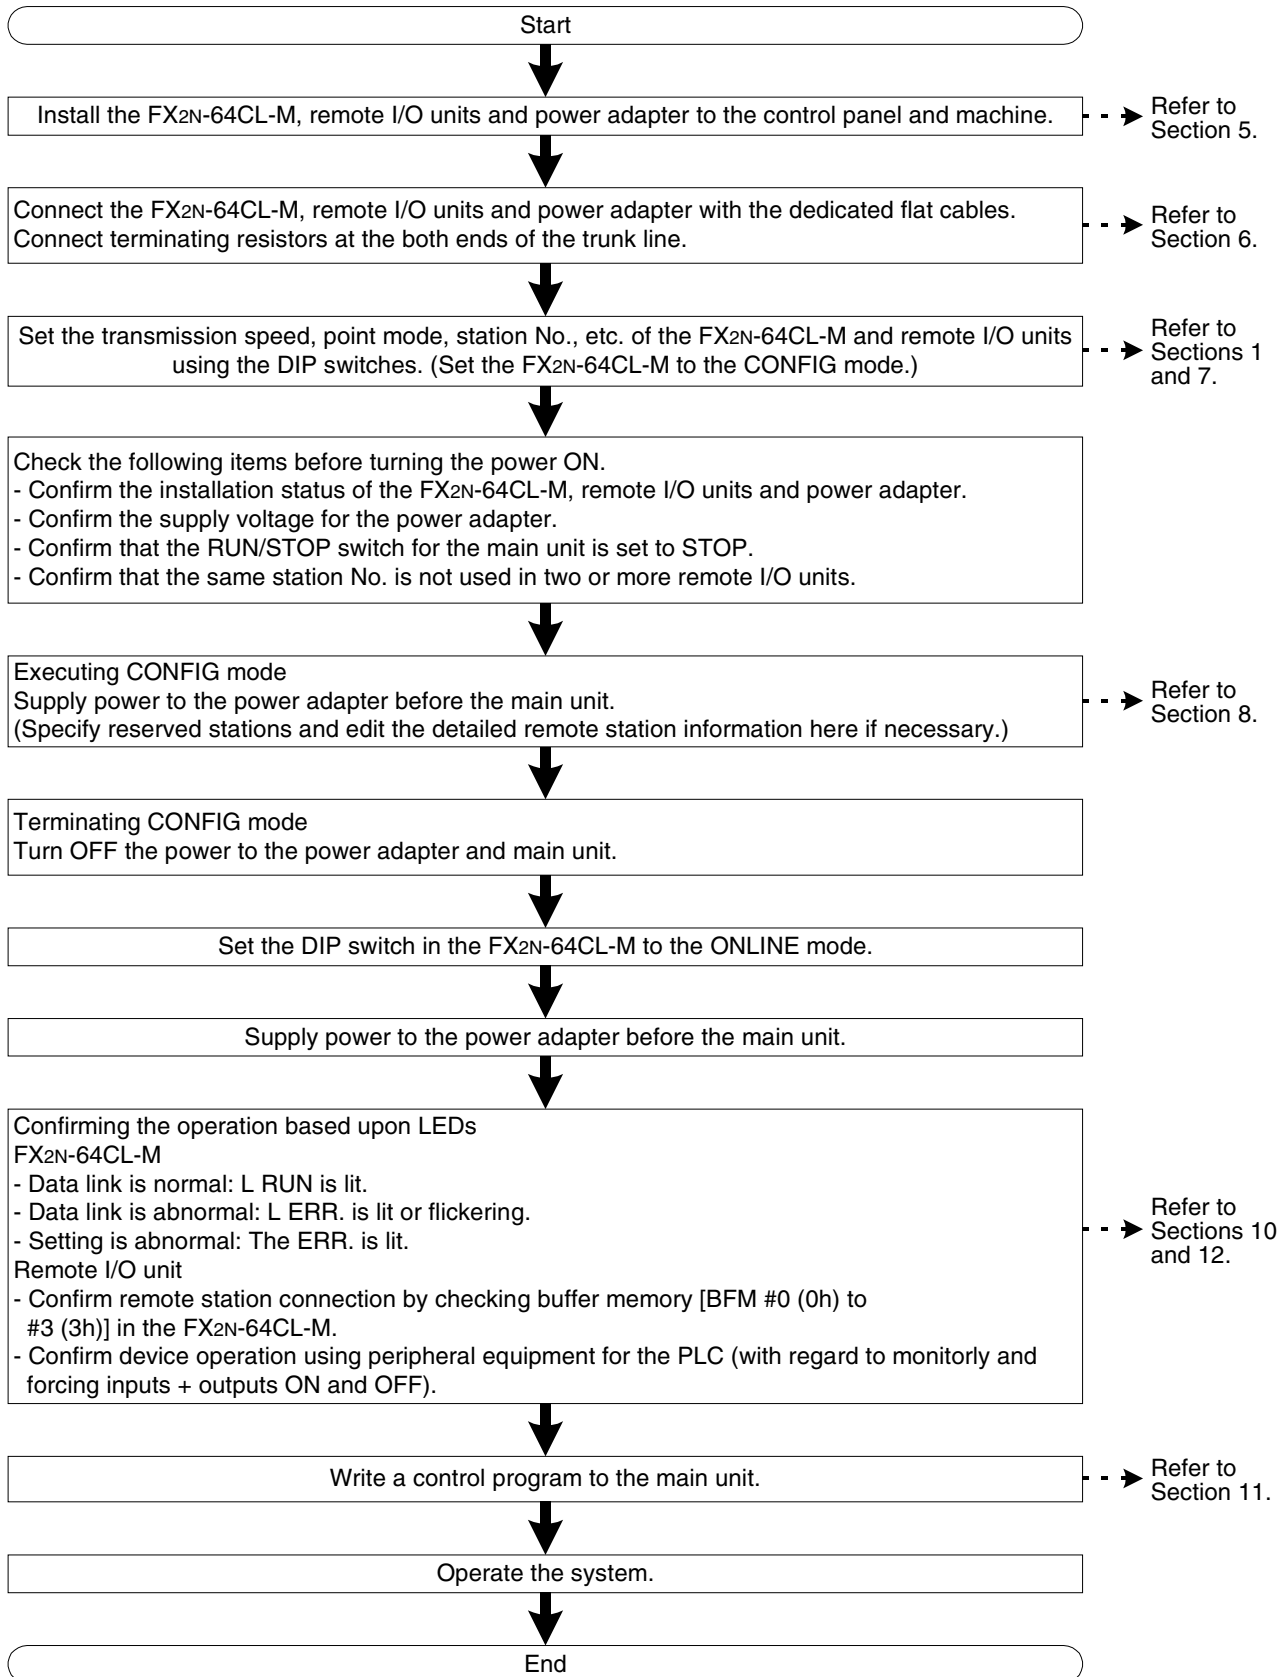 Start
Install the FX2N-64CL-M, remote I/O units and power adapter to the control panel and machine.
Refer to
Section 5.
Connect the FX2N-64CL-M, remote I/O units and power adapter with the dedicated flat cables.
Connect terminating resistors at the both ends of the trunk line.
Refer to
Section 6.
Set the transmission speed, point mode, station No., etc. of the FX2N-64CL-M and remote I/O units
using the DIP switches. (Set the FX2N-64CL-M to the CONFIG mode.)
Refer to
Sections 1
and 7.
Check the following items before turning the power ON.
- Confirm the installation status of the FX2N-64CL-M, remote I/O units and power adapter.
- Confirm the supply voltage for the power adapter.
- Confirm that the RUN/STOP switch for the main unit is set to STOP.
- Confirm that the same station No. is not used in two or more remote I/O units.
Executing CONFIG mode
Supply power to the power adapter before the main unit.
(Specify reserved stations and edit the detailed remote station information here if necessary.)
Refer to
Section 8.
Terminating CONFIG mode
Turn OFF the power to the power adapter and main unit.
Set the DIP switch in the FX2N-64CL-M to the ONLINE mode.
Supply power to the power adapter before the main unit.
Confirming the operation based upon LEDs
FX2N-64CL-M
- Data link is normal: L RUN is lit.
- Data link is abnormal: L ERR. is lit or flickering.
- Setting is abnormal: The ERR. is lit.
Remote I/O unit
- Confirm remote station connection by checking buffer memory [BFM #0 (0h) to
#3 (3h)] in the FX2N-64CL-M.
- Confirm device operation using peripheral equipment for the PLC (with regard to monitorly and
forcing inputs + outputs ON and OFF).
Refer to
Sections 10
and 12.
Write a control program to the main unit.
Refer to
Section 11.
Operate the system.
End